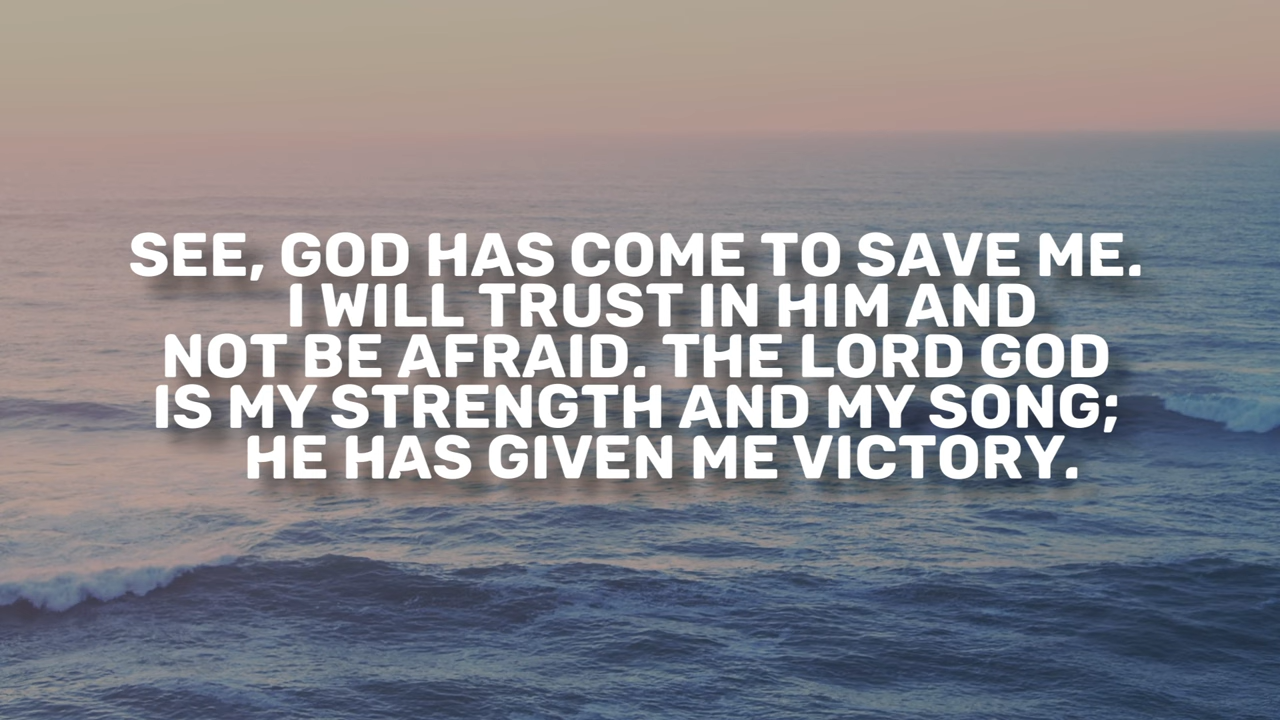 SEE, GOD HAS COME TO SAVE ME.
I WILL TRUST IN HIM AND
NOT BE AFRAID. THE LORD GOD
IS MY STRENGTH AND MY SONG;
HE HAS GIVEN ME VICTORY.